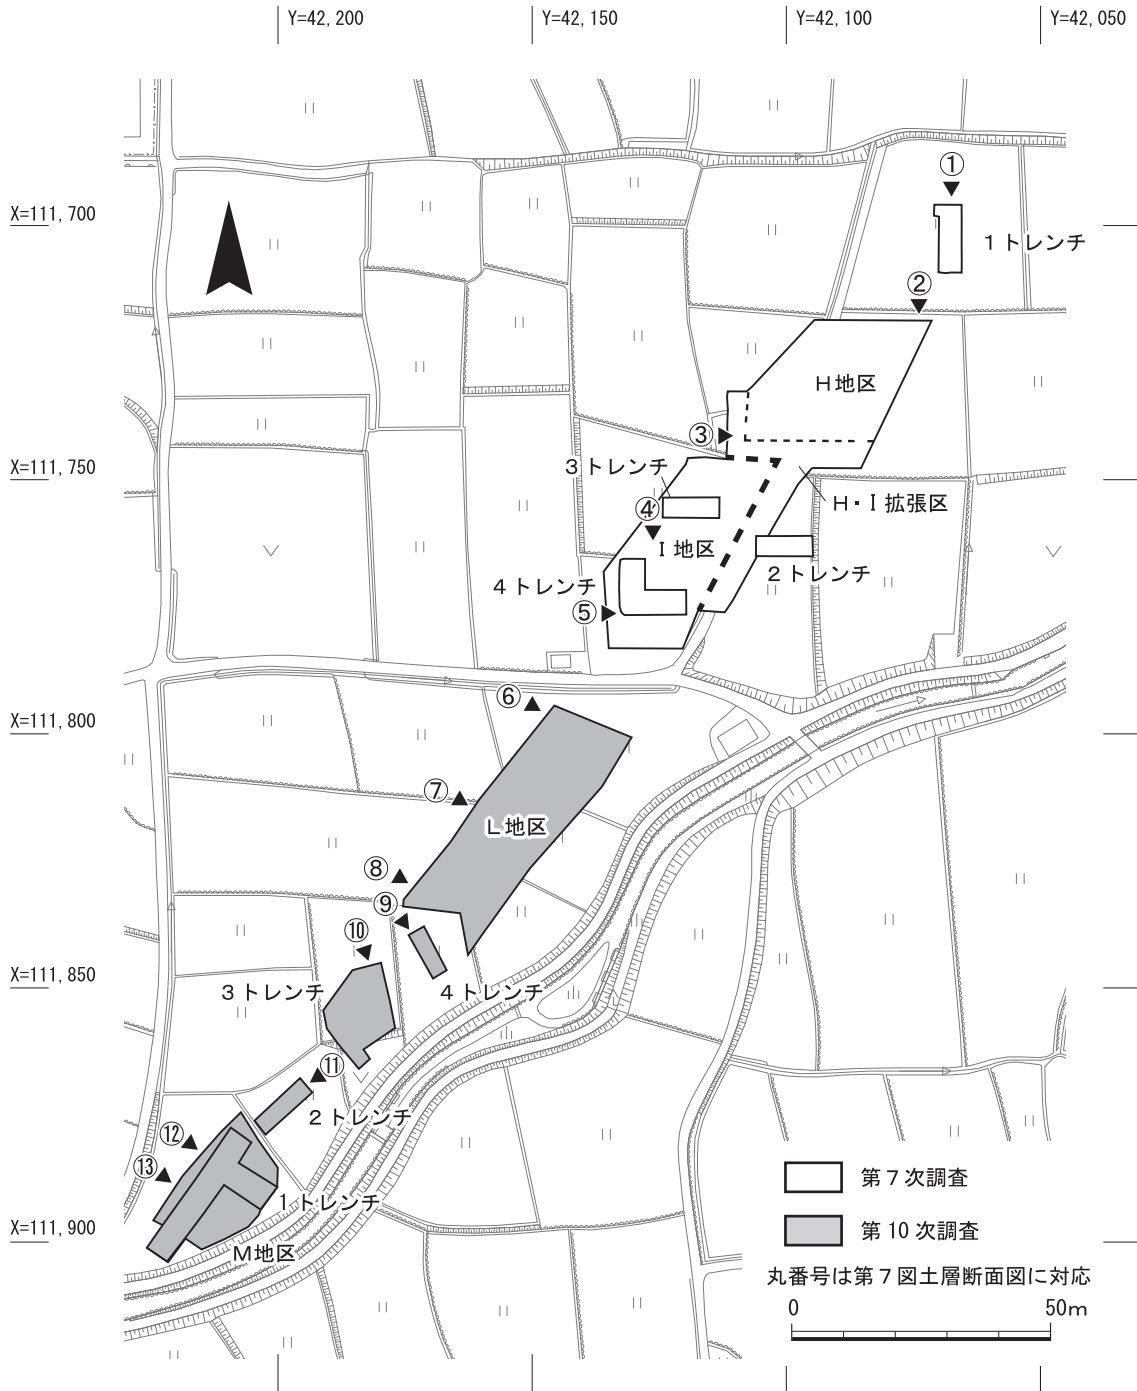 Y=42,200
Y=42,150
Y=42,100
Y=42,050
①
X=111,700
1トレンチ
②
H地区
③
X=111,750
3トレンチ
H・I 拡張区
④
I地区
2トレンチ
4トレンチ
⑤
⑥
X=111,800
⑦
L地区
⑧
⑨
⑩
X=111,850
3トレンチ
4トレンチ
⑪
2トレンチ
⑫
⑬
1トレンチ
X=111,900
M地区
第7次調査
第10次調査
丸番号は第7図土層断面図に対応
0 50m